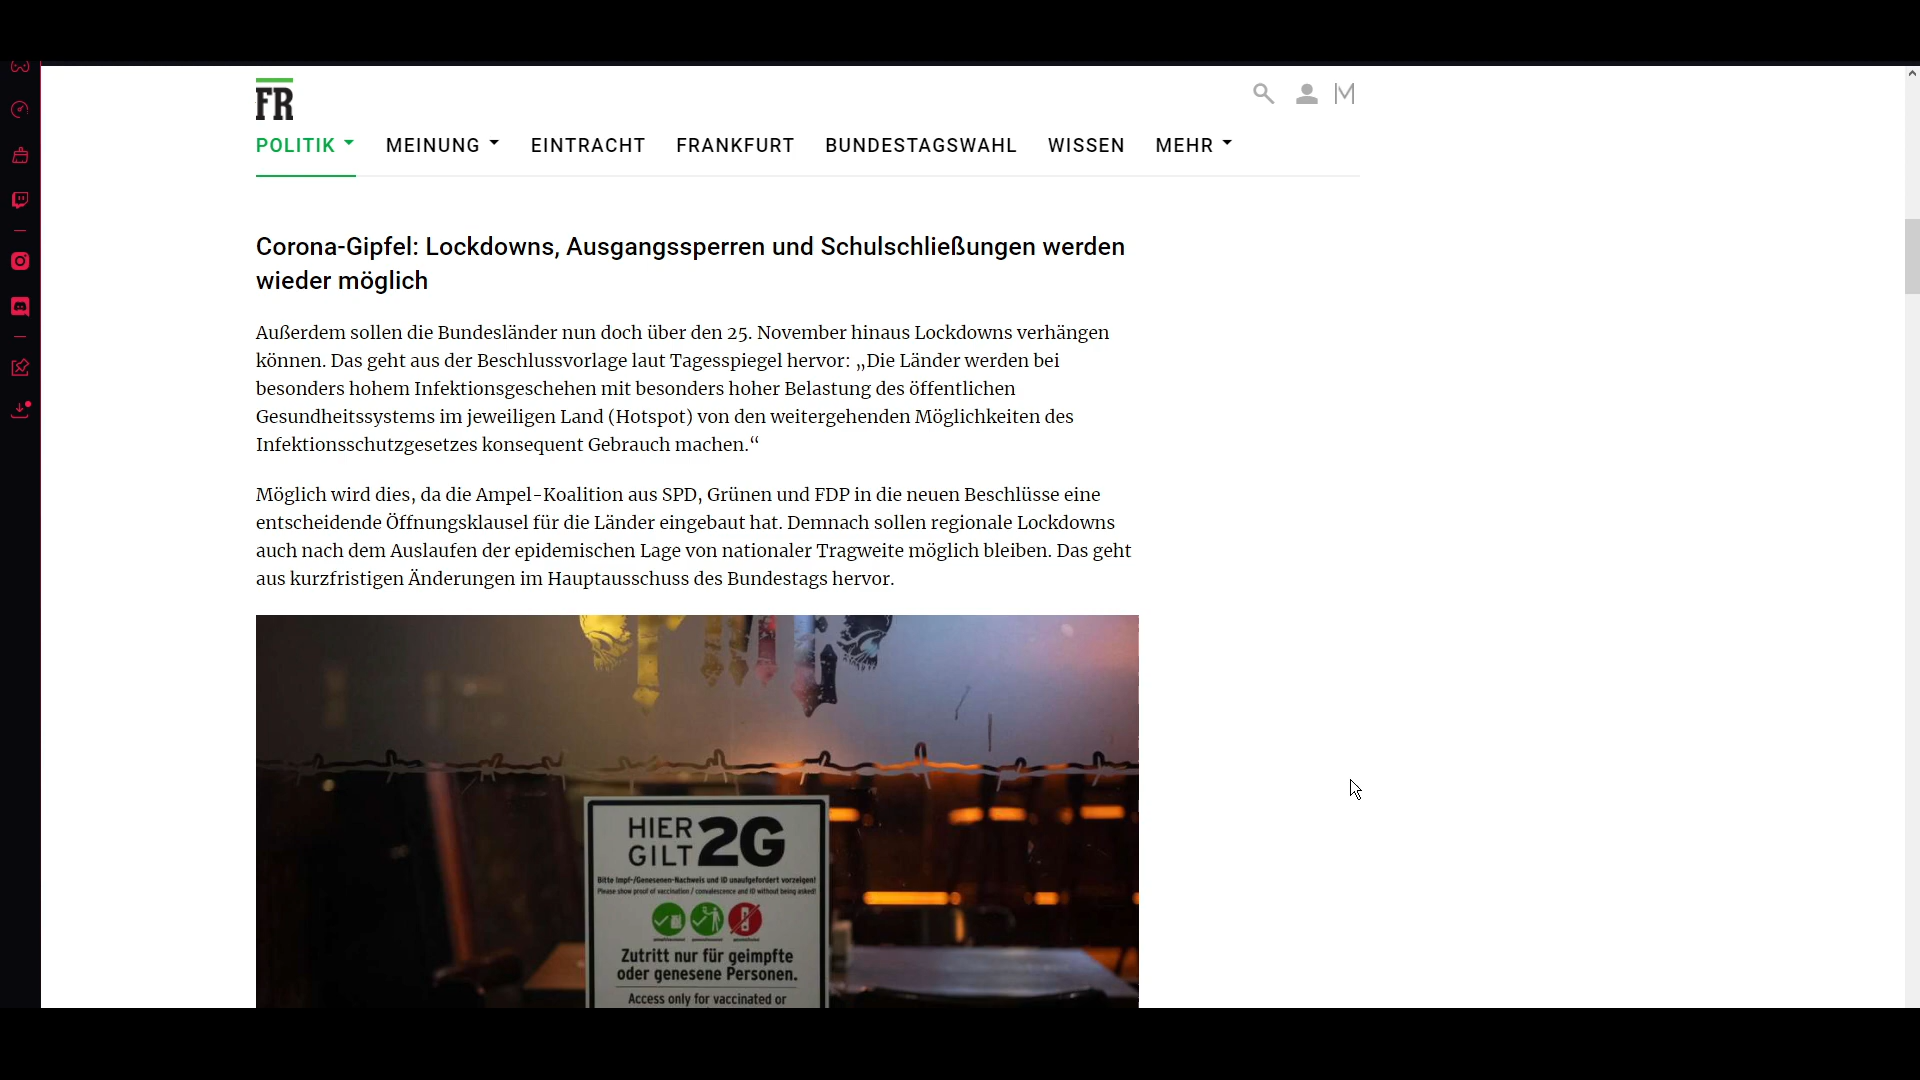 FR
POLITIK MEINUNG EINTRACHT FRANKFURT BUNDESTAGSWAHL WISSEN MEHR
Corona-Gipfel: Lockdowns, Ausgangssperren und Schulschließungen werden
wieder möglich
Außerdem sollen die Bundesländer nun doch über den 25. November hinaus Lockdowns verhängen
können. Das geht aus der Beschlussvorlage laut Tagesspiegel hervor: „Die Länder werden bei
besonders hohem Infektionsgeschehen mit besonders hoher Belastung des öffentlichen
Gesundheitssystems im jeweiligen Land (Hotspot) von den weitergehenden Möglichkeiten des
Infektionsschutzgesetzes konsequent Gebrauch machen.“
Möglich wird dies, da die Ampel-Koalition aus SPD, Grünen und FDP in die neuen Beschlüsse eine
entscheidende Öffnungsklausel für die Länder eingebaut hat. Demnach sollen regionale Lockdowns
auch nach dem Auslaufen der epidemischen Lage von nationaler Tragweite möglich bleiben. Das geht
aus kurzfristigen Änderungen im Hauptausschuss des Bundestags hervor.
HIER GILT 2G
Bitte Impf-/Genesenen-Nachweis und ID unaufgefordert vorzeigen!
Please show proof of vaccination / convalescence and ID without being asked!
Zutritt nur für geimpfte
oder genesene Personen.
Access only for vaccinated or